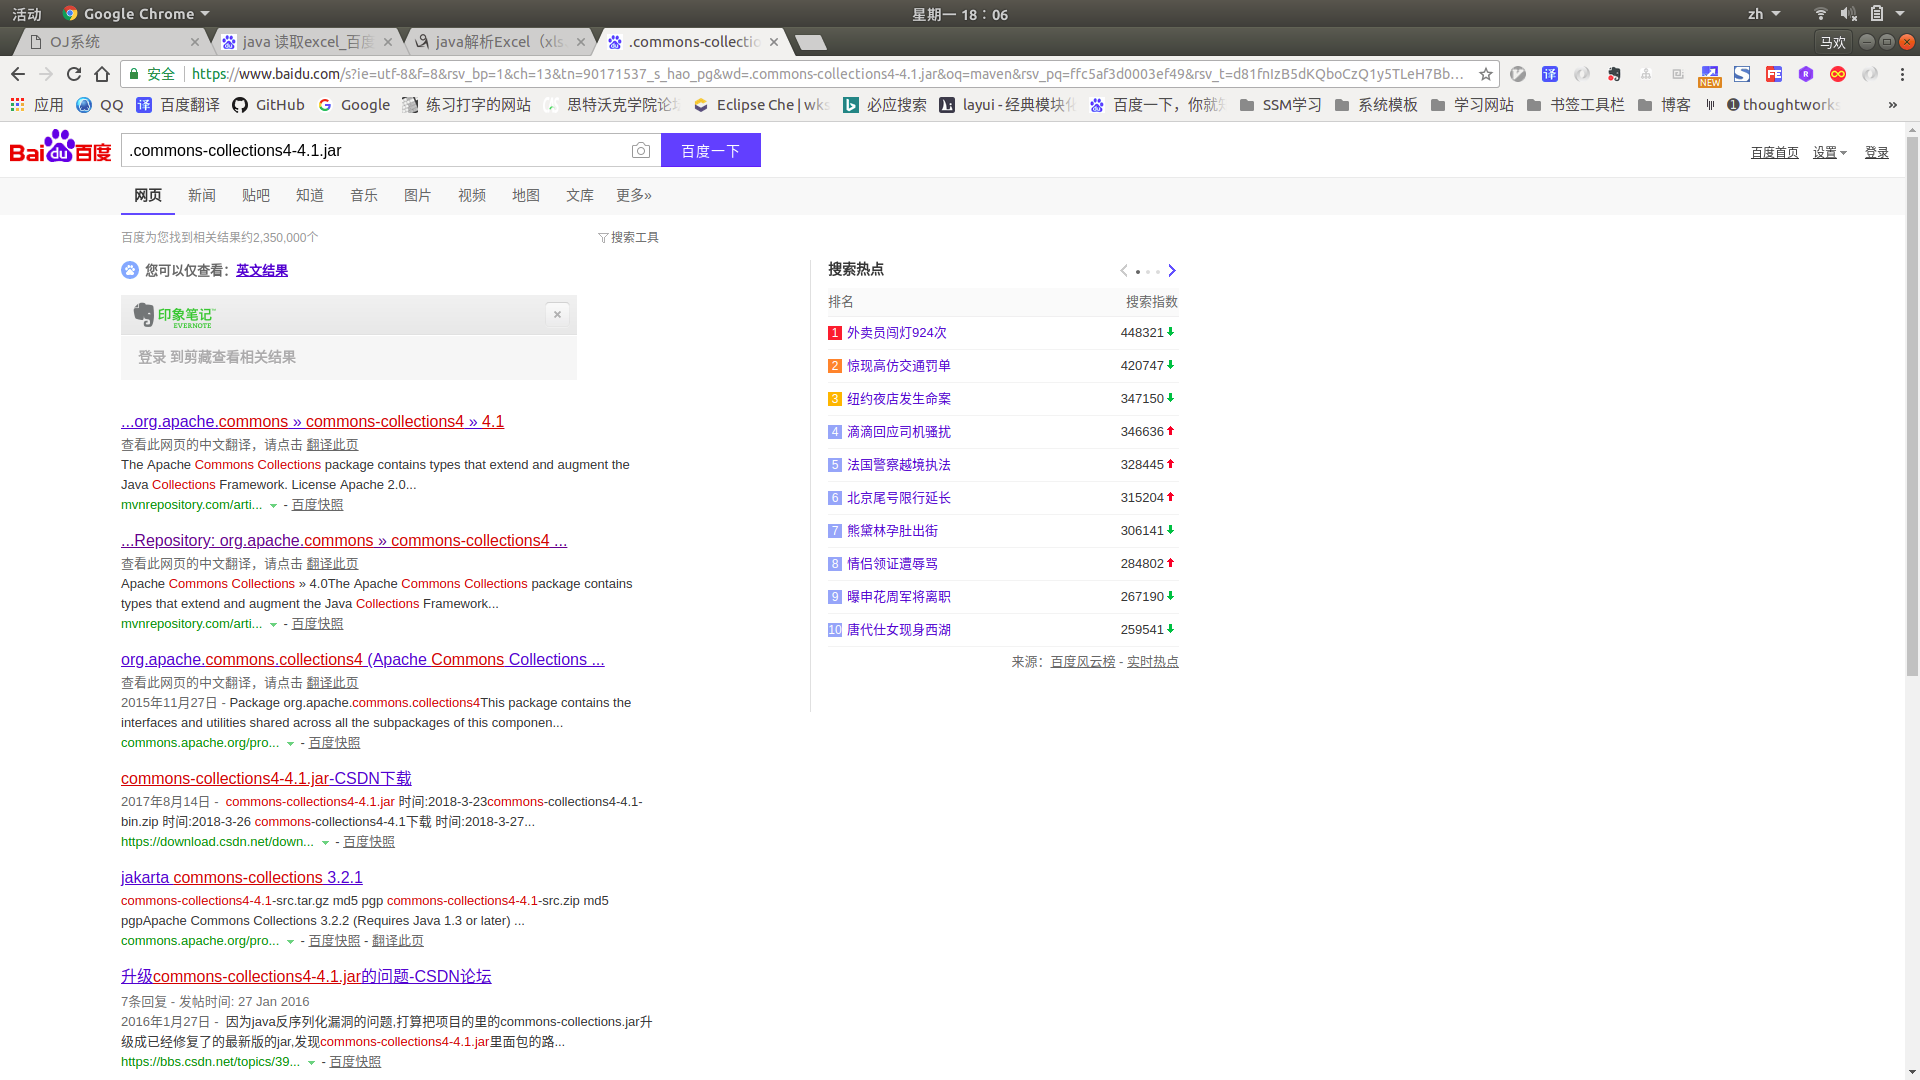 活动
Google Chrome
星期一 18：06
zh
OJ系统
java 读取excel_百度
java解析Excel（xls
.commons-collectio
马欢
安全
https://www.baidu.com/s?ie=utf-8&f=8&rsv_bp=1&ch=13&tn=90171537_s_hao_pg&wd=.commons-collections4-4.1.jar&oq=maven&rsv_pq=ffc5af3d0003ef49&rsv_t=d81fnIzB5dKQboCzQ1y5TLeH7Bb...
NEW
应用
QQ
百度翻译
GitHub
Google
练习打字的网站
思特沃克学院论坛
Eclipse Che | wks
必应搜索
layui - 经典模块化
百度一下，你就知
SSM学习
系统模板
学习网站
书签工具栏
博客
thoughtworks
»
Bai du 百度
.commons-collections4-4.1.jar
百度一下
百度首页 设置 登录
网页 新闻 贴吧 知道 音乐 图片 视频 地图 文库 更多»
百度为您找到相关结果约2,350,000个
搜索工具
您可以仅查看：英文结果
印象笔记
EVERNOTE
登录 到剪藏查看相关结果
...org.apache.commons » commons-collections4 » 4.1
查看此网页的中文翻译，请点击 翻译此页
The Apache Commons Collections package contains types that extend and augment the
Java Collections Framework. License Apache 2.0...
mvnrepository.com/arti... - 百度快照
...Repository: org.apache.commons » commons-collections4 ...
查看此网页的中文翻译，请点击 翻译此页
Apache Commons Collections » 4.0The Apache Commons Collections package contains
types that extend and augment the Java Collections Framework...
mvnrepository.com/arti... - 百度快照
org.apache.commons.collections4 (Apache Commons Collections ...
查看此网页的中文翻译，请点击 翻译此页
2015年11月27日 - Package org.apache.commons.collections4This package contains the
interfaces and utilities shared across all the subpackages of this componen...
commons.apache.org/pro... - 百度快照
commons-collections4-4.1.jar-CSDN下载
2017年8月14日 - commons-collections4-4.1.jar 时间:2018-3-23commons-collections4-4.1-
bin.zip 时间:2018-3-26 commons-collections4-4.1下载 时间:2018-3-27...
https://download.csdn.net/down... - 百度快照
jakarta commons-collections 3.2.1
commons-collections4-4.1-src.tar.gz md5 pgp commons-collections4-4.1-src.zip md5
pgpApache Commons Collections 3.2.2 (Requires Java 1.3 or later) ...
commons.apache.org/pro... - 百度快照 - 翻译此页
升级commons-collections4-4.1.jar的问题-CSDN论坛
7条回复 - 发帖时间: 27 Jan 2016
2016年1月27日 - 因为java反序列化漏洞的问题,打算把项目的里的commons-collections.jar升
级成已经修复了的最新版的jar,发现commons-collections4-4.1.jar里面包的路...
https://bbs.csdn.net/topics/39... - 百度快照
搜索热点
排名 搜索指数
1 外卖员闯灯924次 448321
2 惊现高仿交通罚单 420747
3 纽约夜店发生命案 347150
4 滴滴回应司机骚扰 346636
5 法国警察越境执法 328445
6 北京尾号限行延长 315204
7 熊黛林孕肚出街 306141
8 情侣领证遭辱骂 284802
9 曝申花周军将离职 267190
10 唐代仕女现身西湖 259541
来源：百度风云榜 - 实时热点